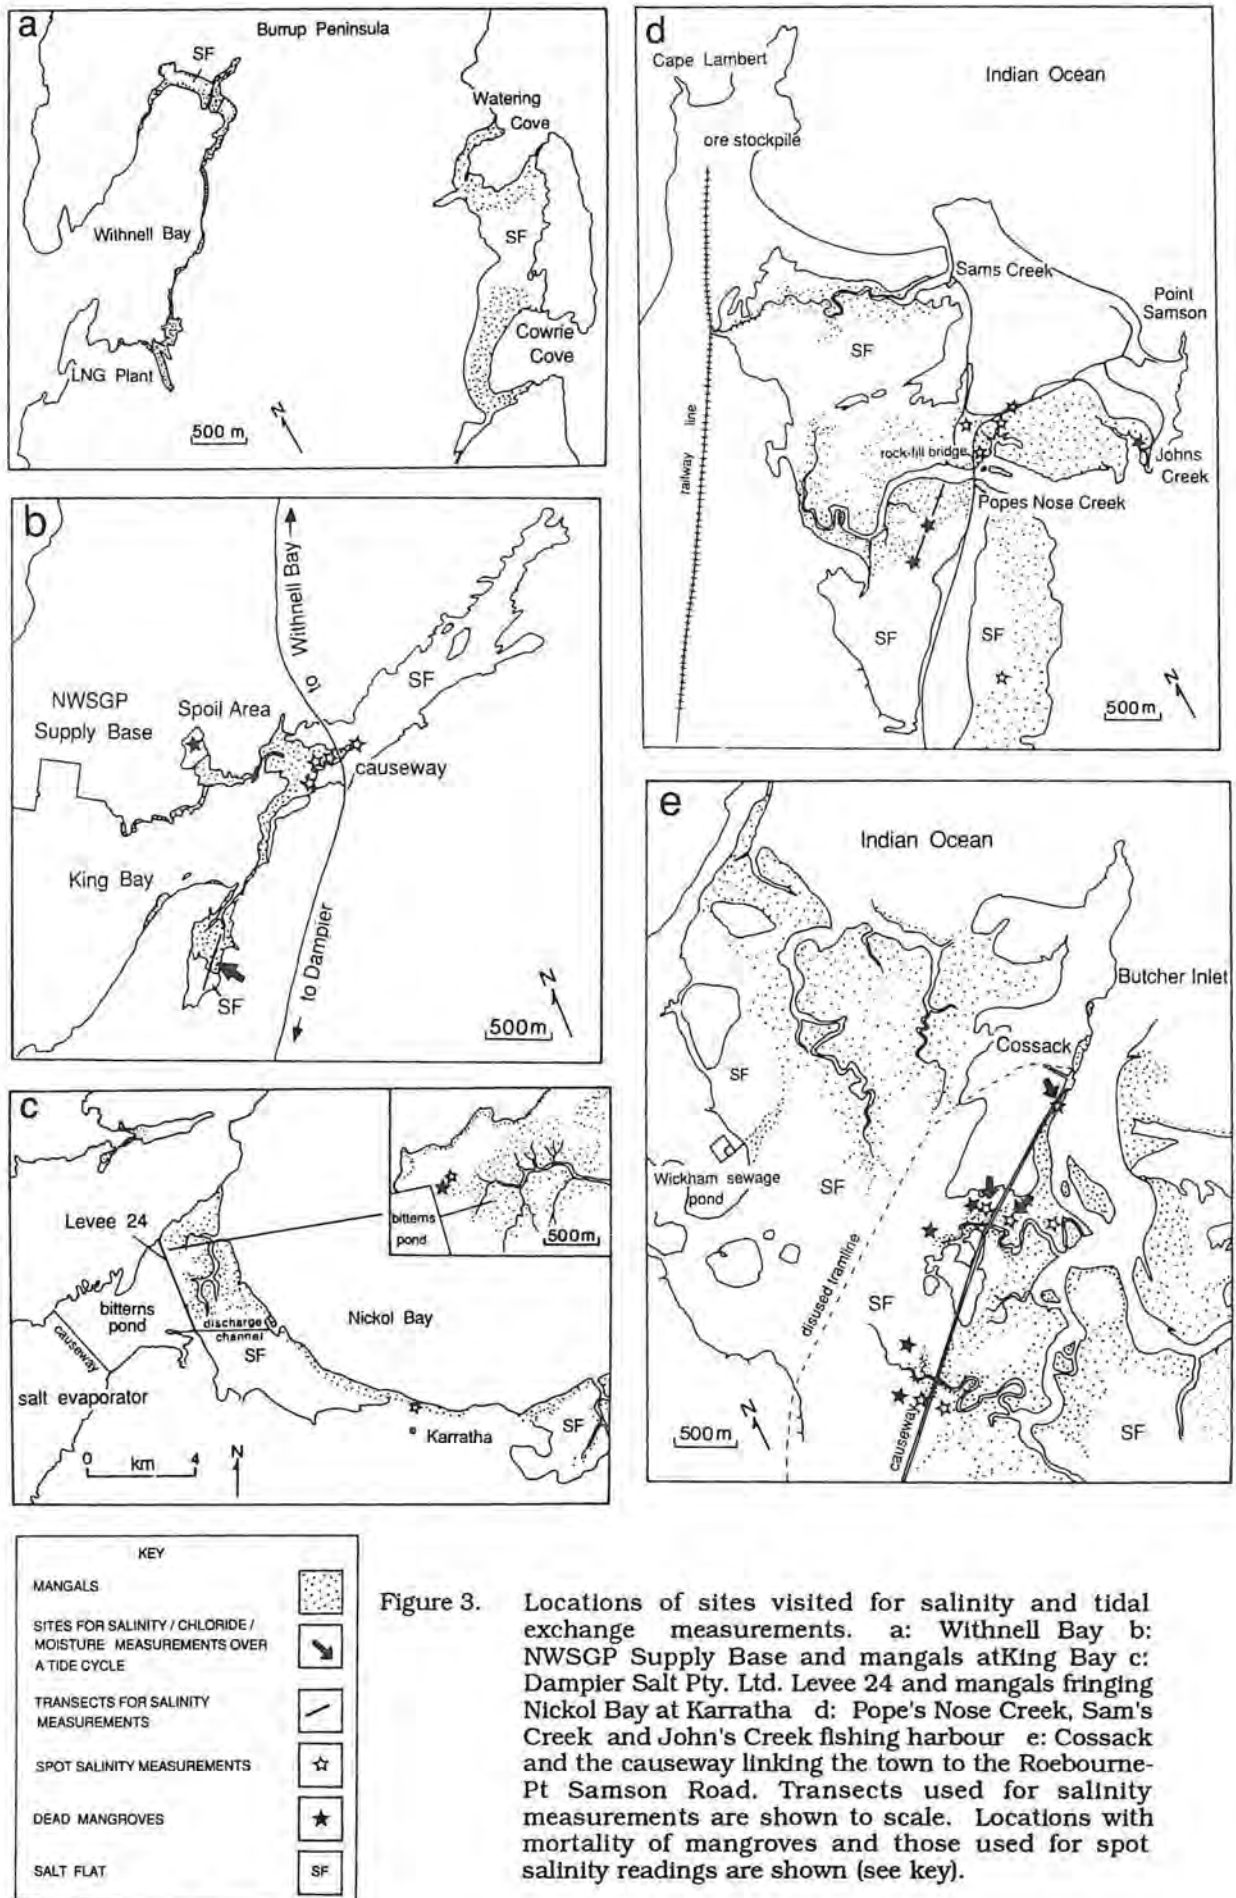 a
Burrup Peninsula
SF
Watering
Cove
Withnell Bay
SF
Cowrie
Cove
LNG Plant
N
500 m
b
Withnell Bay
to
NWSGP
Supply Base
Spoil Area
SF
causeway
King Bay
to Dampier
SF
N
500m
c
Levee 24
bitterns
pond
500m
bitterns
pond
discharge
channel
Nickol Bay
causeway
SF
salt evaporator
Karratha
SF
0 km 4
N
d
Cape Lambert
Indian Ocean
ore stockpile
Sams Creek
Point
Samson
SF
railway line
rock-fill bridge
Johns
Creek
Popes Nose Creek
SF
SF
N
500m
e
Indian Ocean
Butcher Inlet
Cossack
SF
Wickham sewage
pond
SF
disused tramline
SF
N
500m
causeway
SF
KEY
MANGALS
SITES FOR SALINITY / CHLORIDE /
MOISTURE MEASUREMENTS OVER
A TIDE CYCLE
TRANSECTS FOR SALINITY
MEASUREMENTS
SPOT SALINITY MEASUREMENTS
DEAD MANGROVES
SALT FLAT SF
Figure 3. Locations of sites visited for salinity and tidal
exchange measurements. a: Withnell Bay b:
NWSGP Supply Base and mangals atKing Bay c:
Dampier Salt Pty. Ltd. Levee 24 and mangals fringing
Nickol Bay at Karratha d: Pope's Nose Creek, Sam's
Creek and John's Creek fishing harbour e: Cossack
and the causeway linking the town to the Roebourne-
Pt Samson Road. Transects used for salinity
measurements are shown to scale. Locations with
mortality of mangroves and those used for spot
salinity readings are shown (see key).